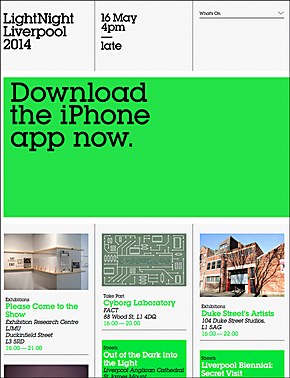 LightNight
Liverpool
2014
16 May
4pm
—
late
What's On
Download
the iPhone
app now.
Exhibitions
Please Come to the
Show
Exhibition Research Centre
LJMU
Duckinfield Street
L3 5RD
16:00—21:00
Take Part
Cyborg Laboratory
FACT
88 Wood St, L1 4DQ
16:00—20:00
Streets
Out of the Dark into
the Light
Liverpool Anglican Cathedral
St James Mount
Exhibitions
Duke Street's Artists
104 Duke Street Studios,
L1 5AG
16:00—22:00
Streets
Liverpool Biennial:
Secret Visit